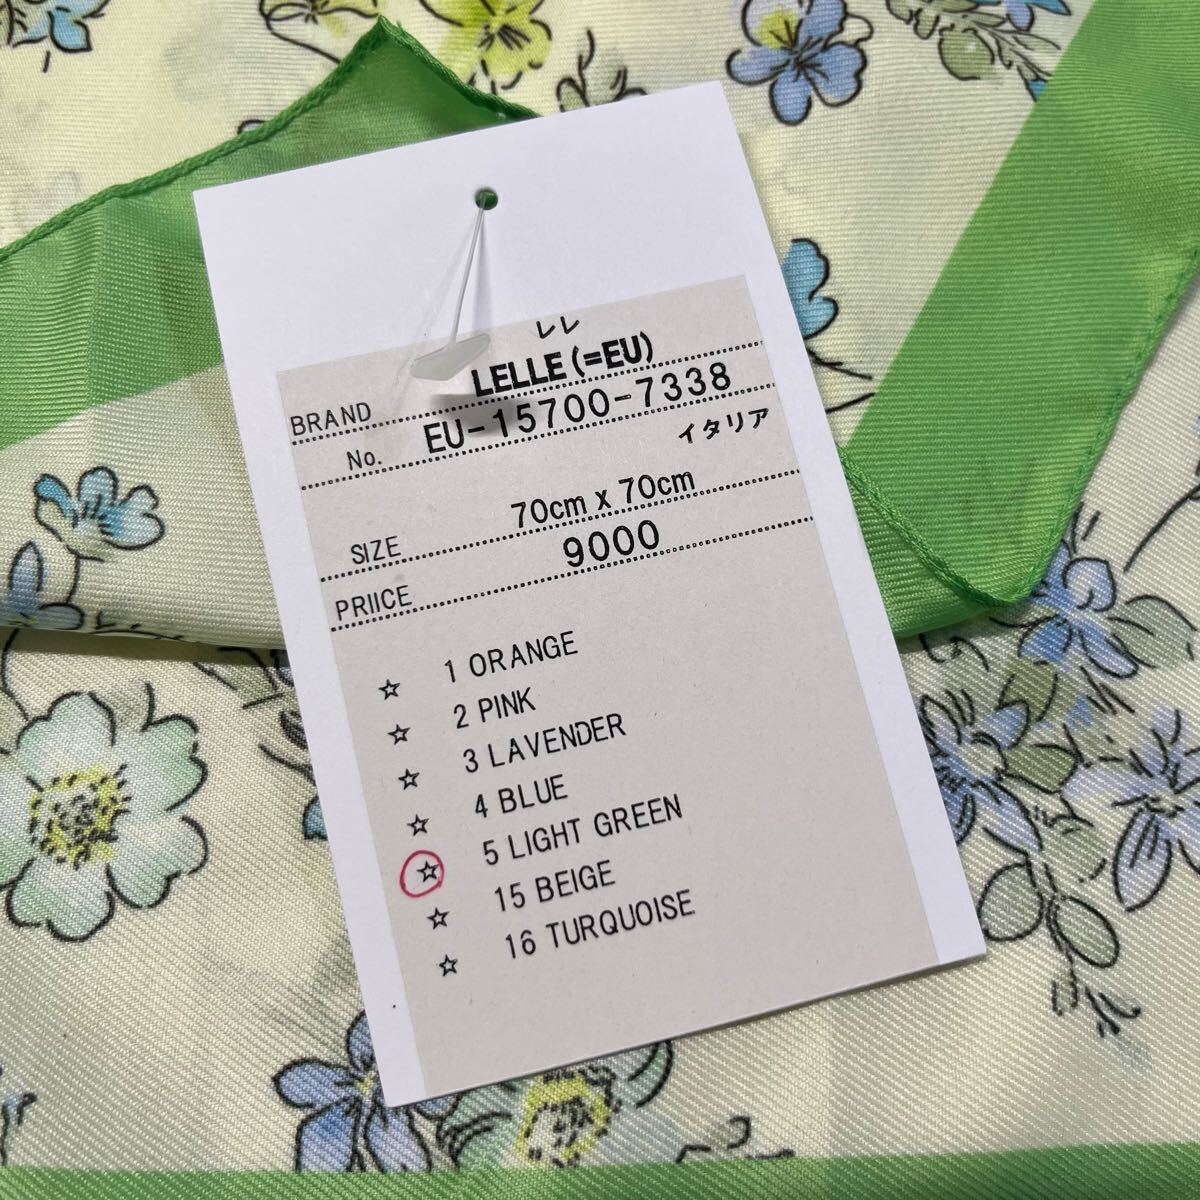 レレ
BRAND LELLE(=EU)
No. EU-15700-7338
イタリア
SIZE 70cm x 70cm
PRIICE 9000
☆ 1 ORANGE
☆ 2 PINK
☆ 3 LAVENDER
☆ 4 BLUE
☆ 5 LIGHT GREEN
☆ 15 BEIGE
☆ 16 TURQUOISE